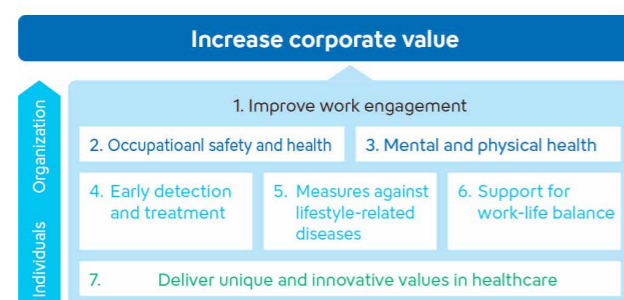 Increase corporate value
Organization
Individuals
1. Improve work engagement
2. Occupatioanl safety and health
3. Mental and physical health
4. Early detection
and treatment
5. Measures against
lifestyle-related
diseases
6. Support for
work-life balance
7. Deliver unique and innovative values in healthcare